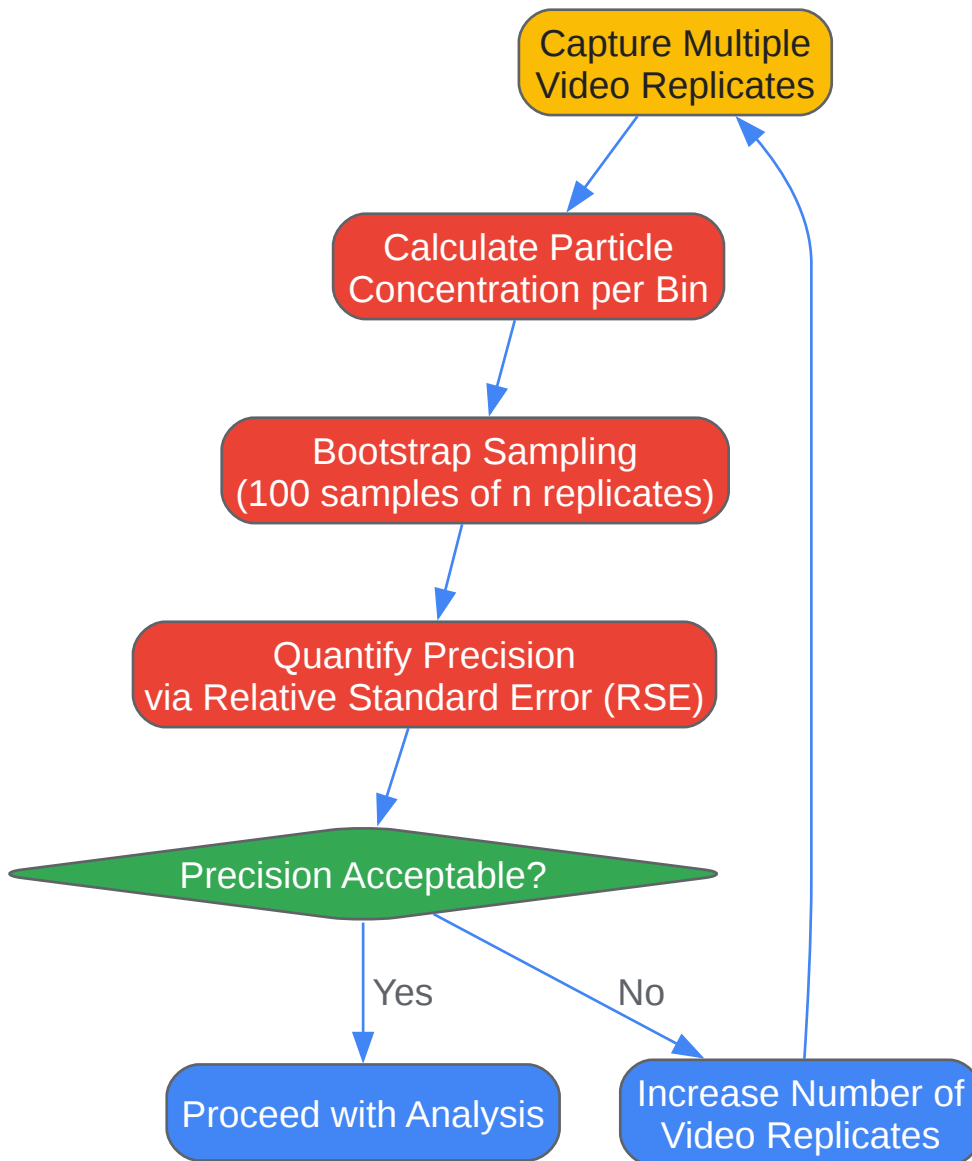 Capture Multiple
Video Replicates
Calculate Particle
Concentration per Bin
Bootstrap Sampling
(100 samples of n replicates)
Quantify Precision
via Relative Standard Error (RSE)
Precision Acceptable?
Yes
No
Proceed with Analysis
Increase Number of
Video Replicates